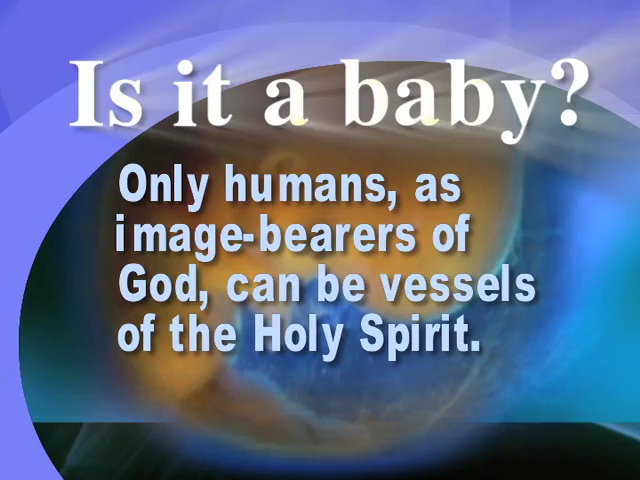 Is it a baby?
Only humans, as
image-bearers of
God, can be vessels
of the Holy Spirit.